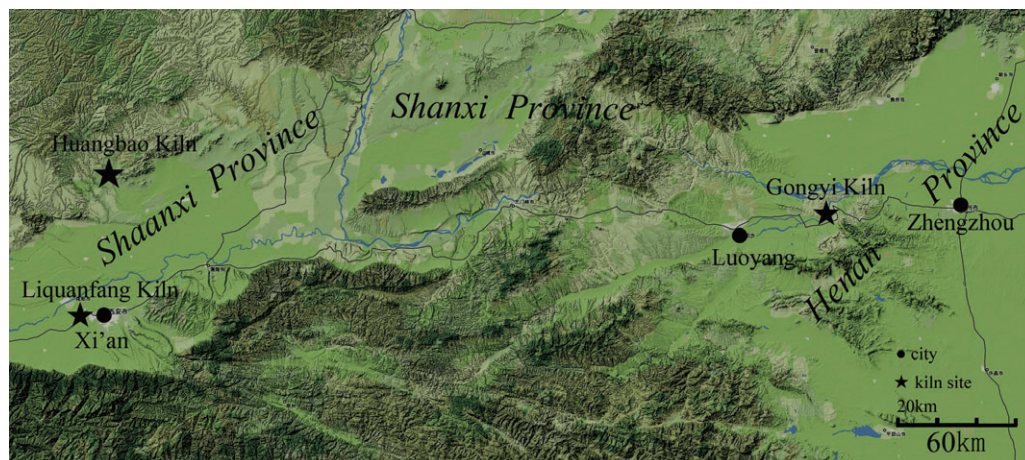 Shanxi Province
Huangbao Kiln
Shaanxi Province
Gongyi Kiln
Henan Province
Zhengzhou
Luoyang
Liquanfang Kiln
Xi'an
city
kiln site
20km
60km